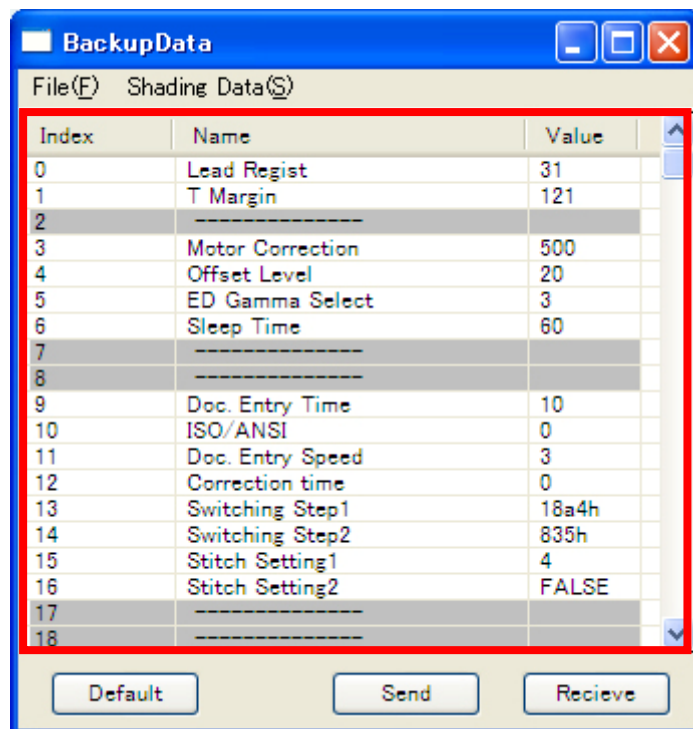 BackupData
File(F) Shading Data(S)
Index Name Value
0 Lead Regist 31
1 T Margin 121
2 --------------
3 Motor Correction 500
4 Offset Level 20
5 ED Gamma Select 3
6 Sleep Time 60
7 --------------
8 --------------
9 Doc. Entry Time 10
10 ISO/ANSI 0
11 Doc. Entry Speed 3
12 Correction time 0
13 Switching Step1 18a4h
14 Switching Step2 835h
15 Stitch Setting1 4
16 Stitch Setting2 FALSE
17 --------------
18 --------------
Default Send Recieve